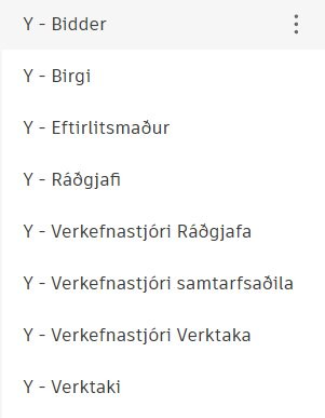 Y - Bidder
Y - Birgi
Y - Eftirlitsmaður
Y - Ráðgjafi
Y - Verkefnastjóri Ráðgjafa
Y - Verkefnastjóri samtarfsaðila
Y - Verkefnastjóri Verktaka
Y - Verktaki